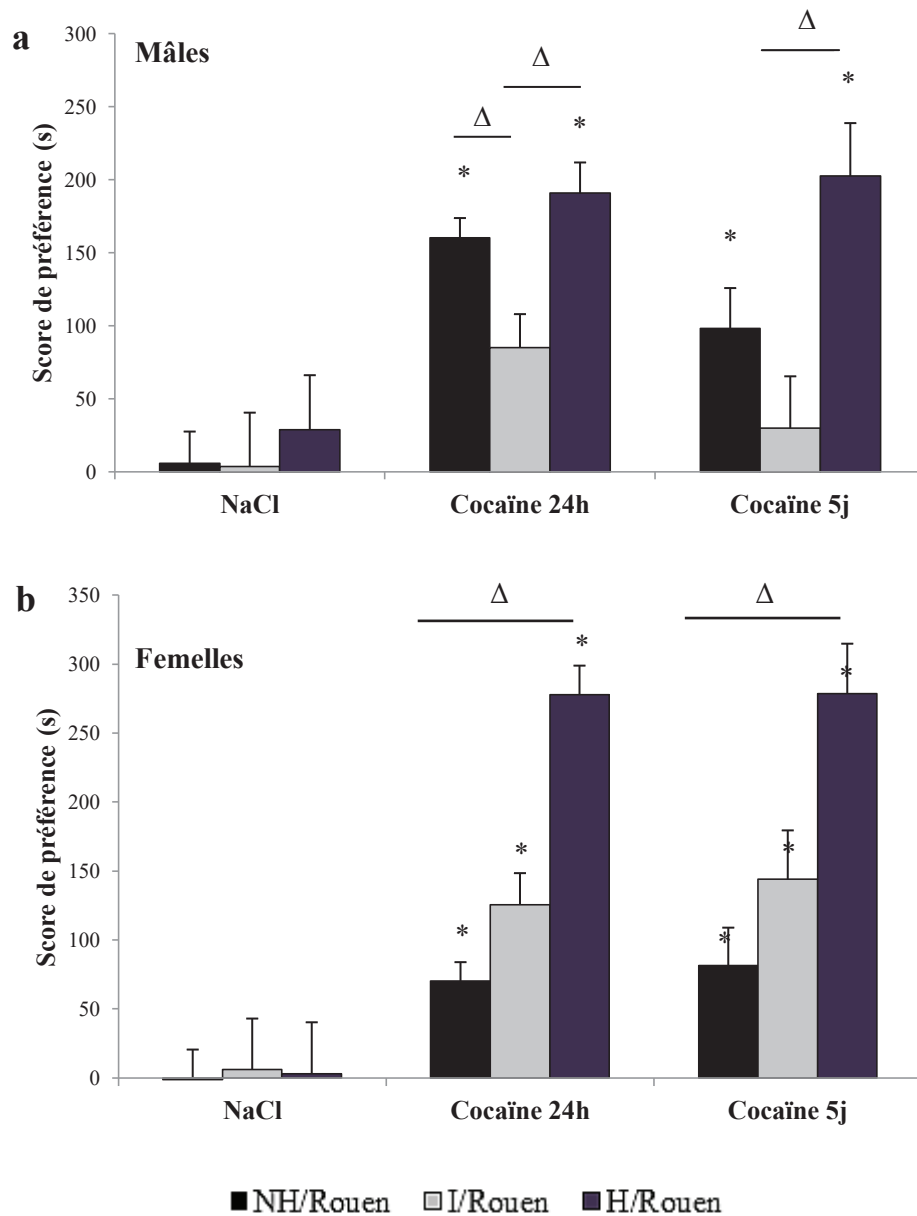 a
Mâles
Score de préférence (s)
300
250
200
150
100
50
0
Δ
Δ
Δ
*
*
*
*
NaCl
Cocaïne 24h
Cocaïne 5j
b
Femelles
Score de préférence (s)
350
300
250
200
150
100
50
0
Δ
Δ
*
*
*
*
*
*
NaCl
Cocaïne 24h
Cocaïne 5j
NH/Rouen I/Rouen H/Rouen